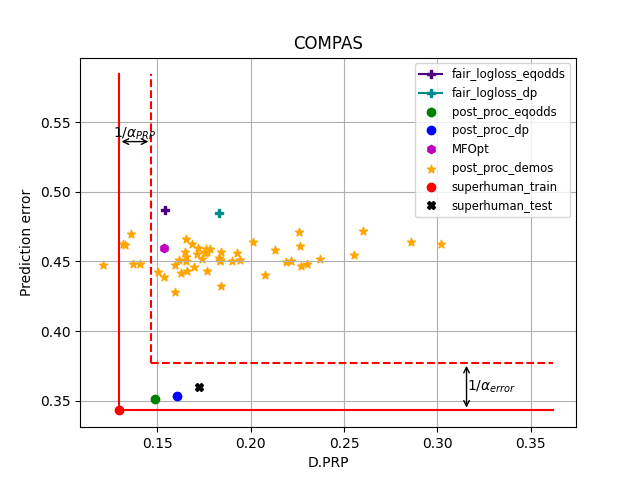 COMPAS
fair_logloss_eqodds
fair_logloss_dp
post_proc_eqodds
post_proc_dp
MFOpt
post_proc_demos
superhuman_train
superhuman_test
1/α_PRP
1/α_error
Prediction error
0.55
0.50
0.45
0.40
0.35
0.15 0.20 0.25 0.30 0.35
D.PRP